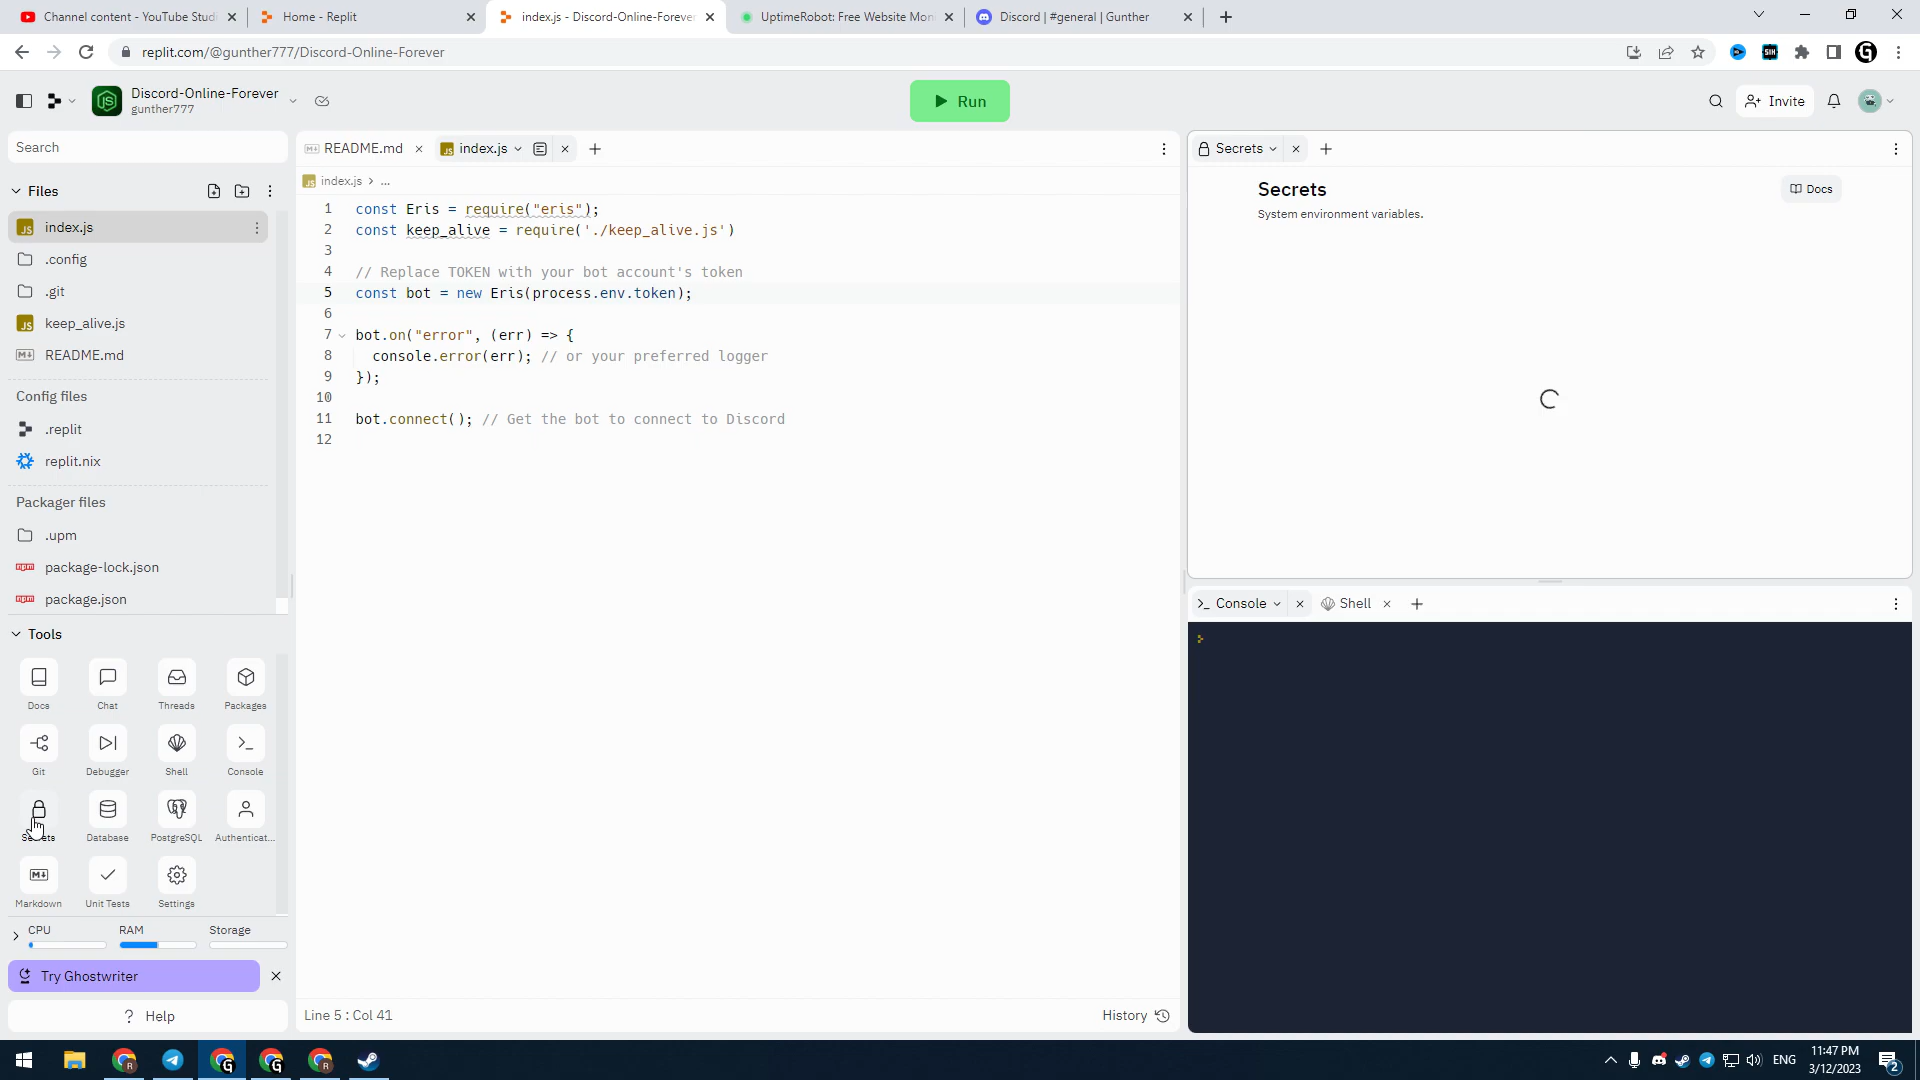 Channel content - YouTube Studi
Home - Replit
index.js - Discord-Online-Forever
UptimeRobot: Free Website Moni
Discord | #general | Gunther
replit.com/@gunther777/Discord-Online-Forever
Discord-Online-Forever
gunther777
Run
Invite
Search
README.md
index.js
Secrets
index.js > ...
Files
index.js
.config
.git
keep_alive.js
README.md
Config files
.replit
replit.nix
Packager files
.upm
package-lock.json
package.json
1 const Eris = require("eris");
2 const keep_alive = require('./keep_alive.js')
3
4 // Replace TOKEN with your bot account's token
5 const bot = new Eris(process.env.token);
6
7 bot.on("error", (err) => {
8 console.error(err); // or your preferred logger
9 });
10
11 bot.connect(); // Get the bot to connect to Discord
12
Secrets
Docs
System environment variables.
Console
Shell
Tools
Docs
Chat
Threads
Packages
Git
Debugger
Shell
Console
Secrets
Database
PostgreSQL
Authenticat...
Markdown
Unit Tests
Settings
CPU
RAM
Storage
Try Ghostwriter
? Help
Line 5 : Col 41
History
ENG
11:47 PM
3/12/2023
2